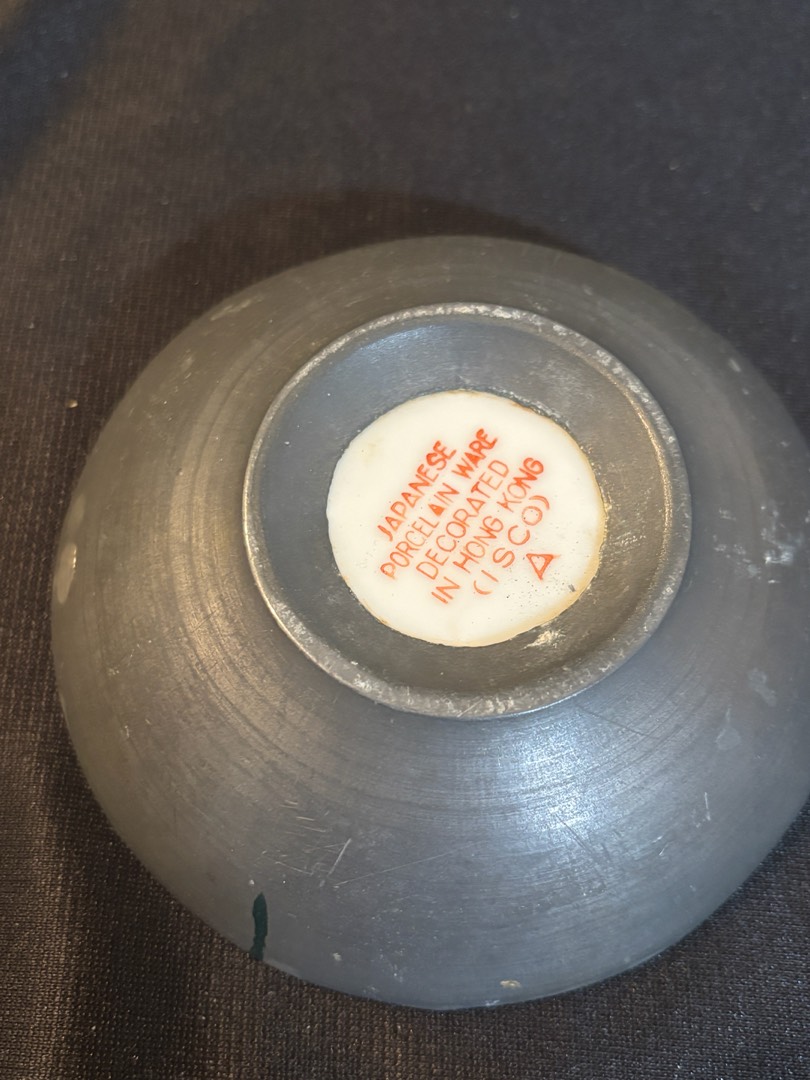 JAPANESE
PORCELAIN WARE
DECORATED
IN HONG KONG
(ISCO)